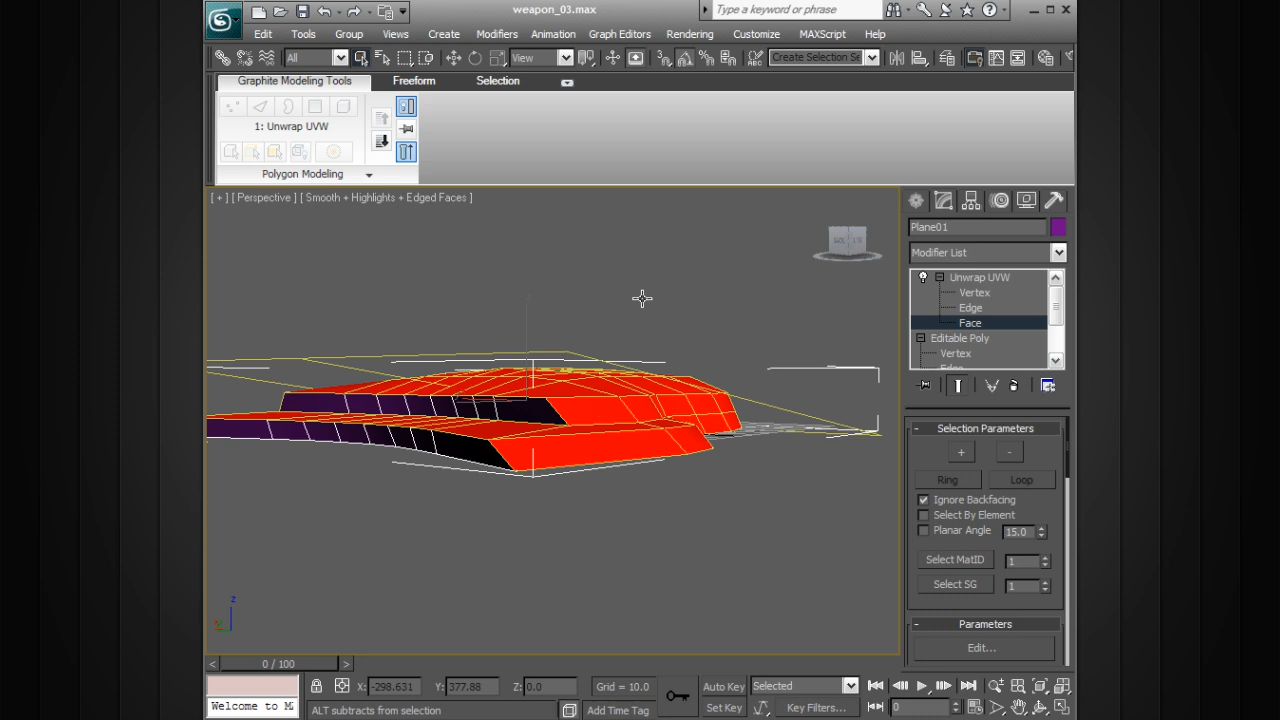 weapon_03.max
Type a keyword or phrase
Edit Tools Group Views Create Modifiers Animation Graph Editors Rendering Customize MAXScript Help
All
View
Create Selection Se
Graphite Modeling Tools Freeform Selection
1: Unwrap UVW
Polygon Modeling
[ + ] [ Perspective ] [ Smooth + Highlights + Edged Faces ]
Plane01
Modifier List
Unwrap UVW
Vertex
Edge
Face
Editable Poly
Vertex
- Selection Parameters
+ -
Ring Loop
Ignore Backfacing
Select By Element
Planar Angle 15.0
Select MatID 1
Select SG 1
- Parameters
Edit...
z
< 0 / 100 >
X: -298.631 Y: 377.88 Z: 0.0 Grid = 10.0 Auto Key Selected
Welcome to M
ALT subtracts from selection Add Time Tag Set Key Key Filters... 0